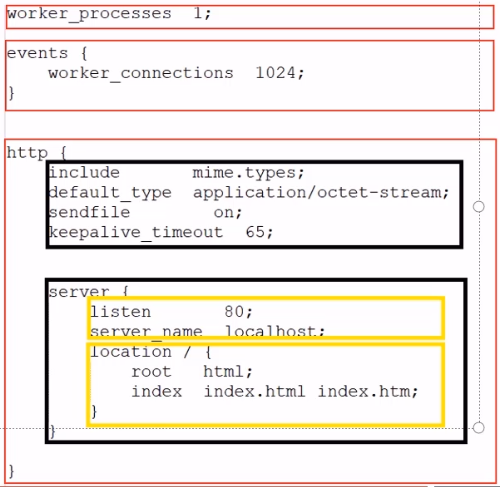 worker_processes  1;
events {
    worker_connections  1024;
}
http {
    include       mime.types;
    default_type  application/octet-stream;
    sendfile        on;
    keepalive_timeout  65;
    server {
        listen       80;
        server_name  localhost;
        location / {
            root   html;
            index  index.html index.htm;
        }
    }
}